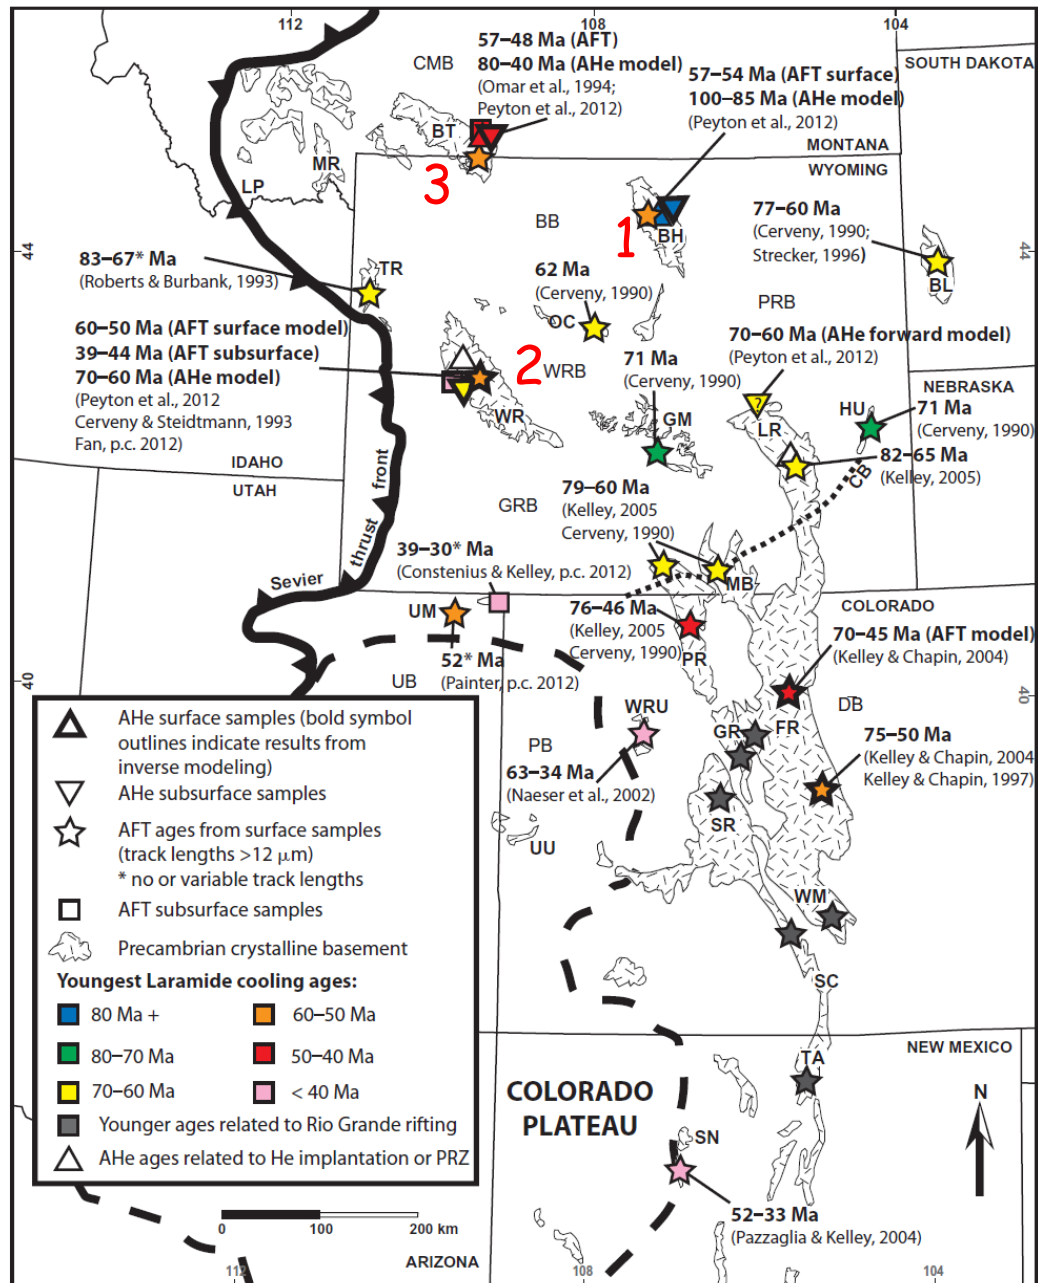 112
108
104
57–48 Ma (AFT)
80–40 Ma (AHe model)
(Omar et al., 1994;
Peyton et al., 2012)
CMB
57–54 Ma (AFT surface)
100–85 Ma (AHe model)
(Peyton et al., 2012)
SOUTH DAKOTA
BT
MONTANA
WYOMING
MR
LP
3
BB
1
BH
77–60 Ma
(Cerveny, 1990;
Strecker, 1996)
BL
44
44
83–67* Ma
(Roberts & Burbank, 1993)
TR
62 Ma
(Cerveny, 1990)
OC
PRB
60–50 Ma (AFT surface model)
39–44 Ma (AFT subsurface)
70–60 Ma (AHe model)
(Peyton et al., 2012
Cerveny & Steidtmann, 1993
Fan, p.c. 2012)
2
WRB
WR
71 Ma
(Cerveny, 1990)
GM
70–60 Ma (AHe forward model)
(Peyton et al., 2012)
?
LR
NEBRASKA
HU
71 Ma
(Cerveny, 1990)
82–65 Ma
(Kelley, 2005)
CB
IDAHO
UTAH
GRB
79–60 Ma
(Kelley, 2005
Cerveny, 1990)
MB
Sevier
thrust
front
39–30* Ma
(Constenius & Kelley, p.c. 2012)
UM
52* Ma
(Painter, p.c. 2012)
UB
76–46 Ma
(Kelley, 2005
Cerveny, 1990)
PR
COLORADO
70–45 Ma (AFT model)
(Kelley & Chapin, 2004)
40
40
WRU
PB
63–34 Ma
(Naeser et al., 2002)
GR
FR
DB
75–50 Ma
(Kelley & Chapin, 2004
Kelley & Chapin, 1997)
SR
UU
WM
SC
AHe surface samples (bold symbol
outlines indicate results from
inverse modeling)
AHe subsurface samples
AFT ages from surface samples
(track lengths >12 μm)
* no or variable track lengths
AFT subsurface samples
Precambrian crystalline basement
Youngest Laramide cooling ages:
80 Ma +
60–50 Ma
80–70 Ma
50–40 Ma
70–60 Ma
< 40 Ma
Younger ages related to Rio Grande rifting
AHe ages related to He implantation or PRZ
COLORADO
PLATEAU
NEW MEXICO
TA
N
SN
52–33 Ma
(Pazzaglia & Kelley, 2004)
0
100
200 km
ARIZONA
112
108
104